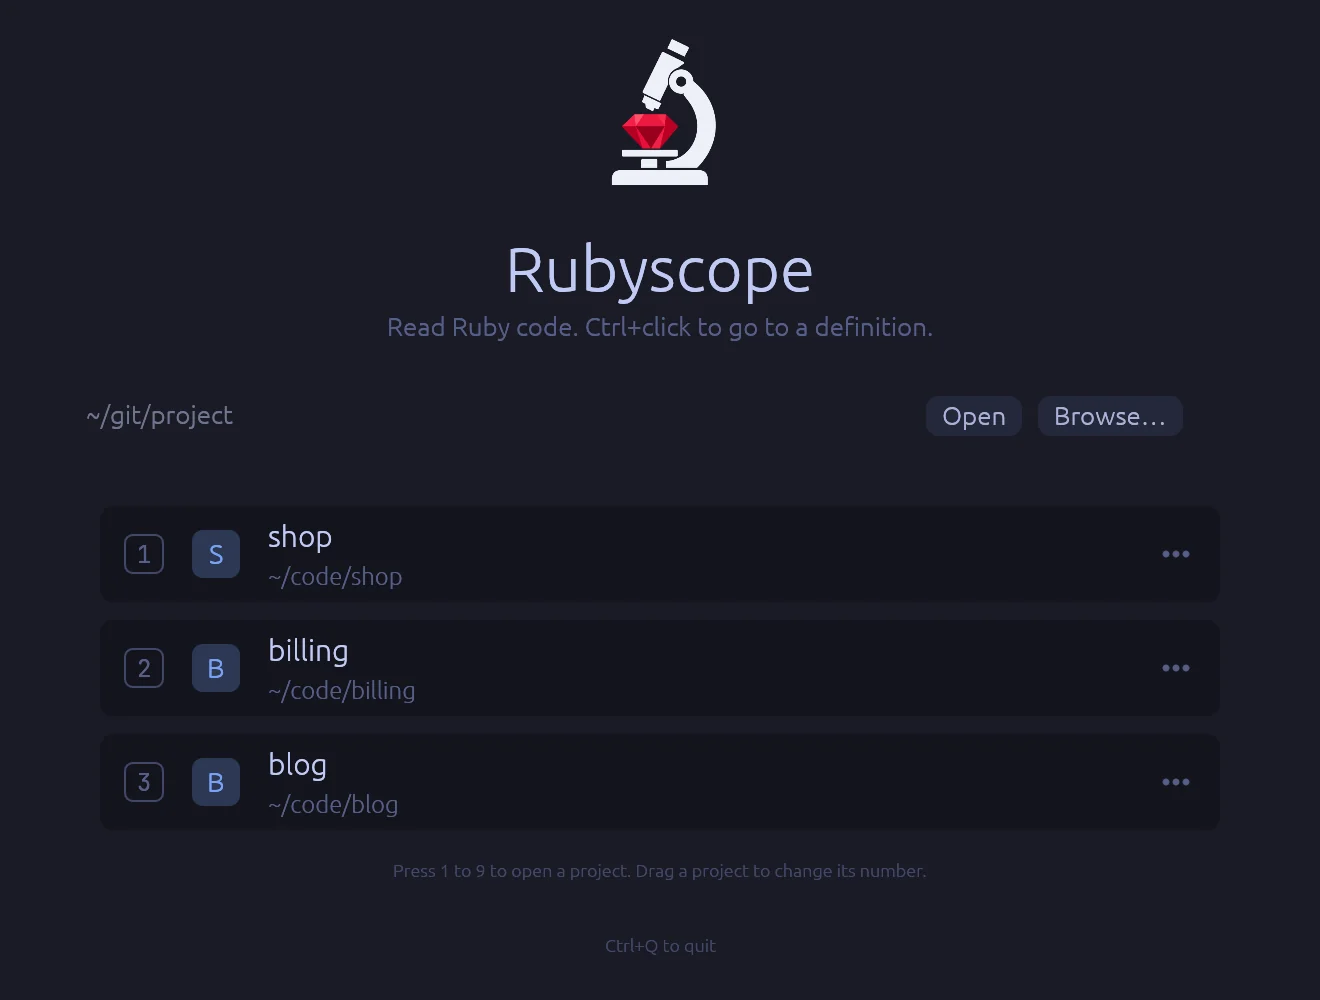 Rubyscope
Read Ruby code. Ctrl+click to go to a definition.
~/git/project
Open
Browse...
1
S
shop
~/code/shop
•••
2
B
billing
~/code/billing
•••
3
B
blog
~/code/blog
•••
Press 1 to 9 to open a project. Drag a project to change its number.
Ctrl+Q to quit